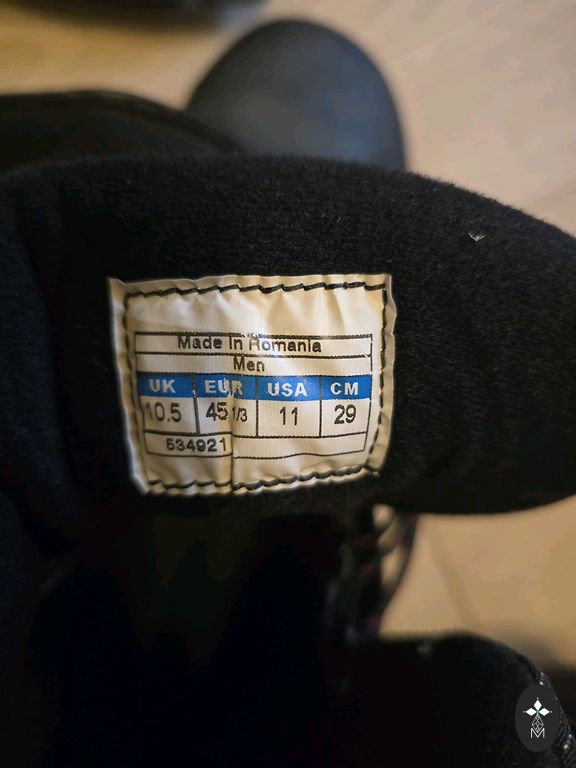 Made in Romania
Men
UK EUR USA CM
10.5 45 1/3 11 29
534921
M